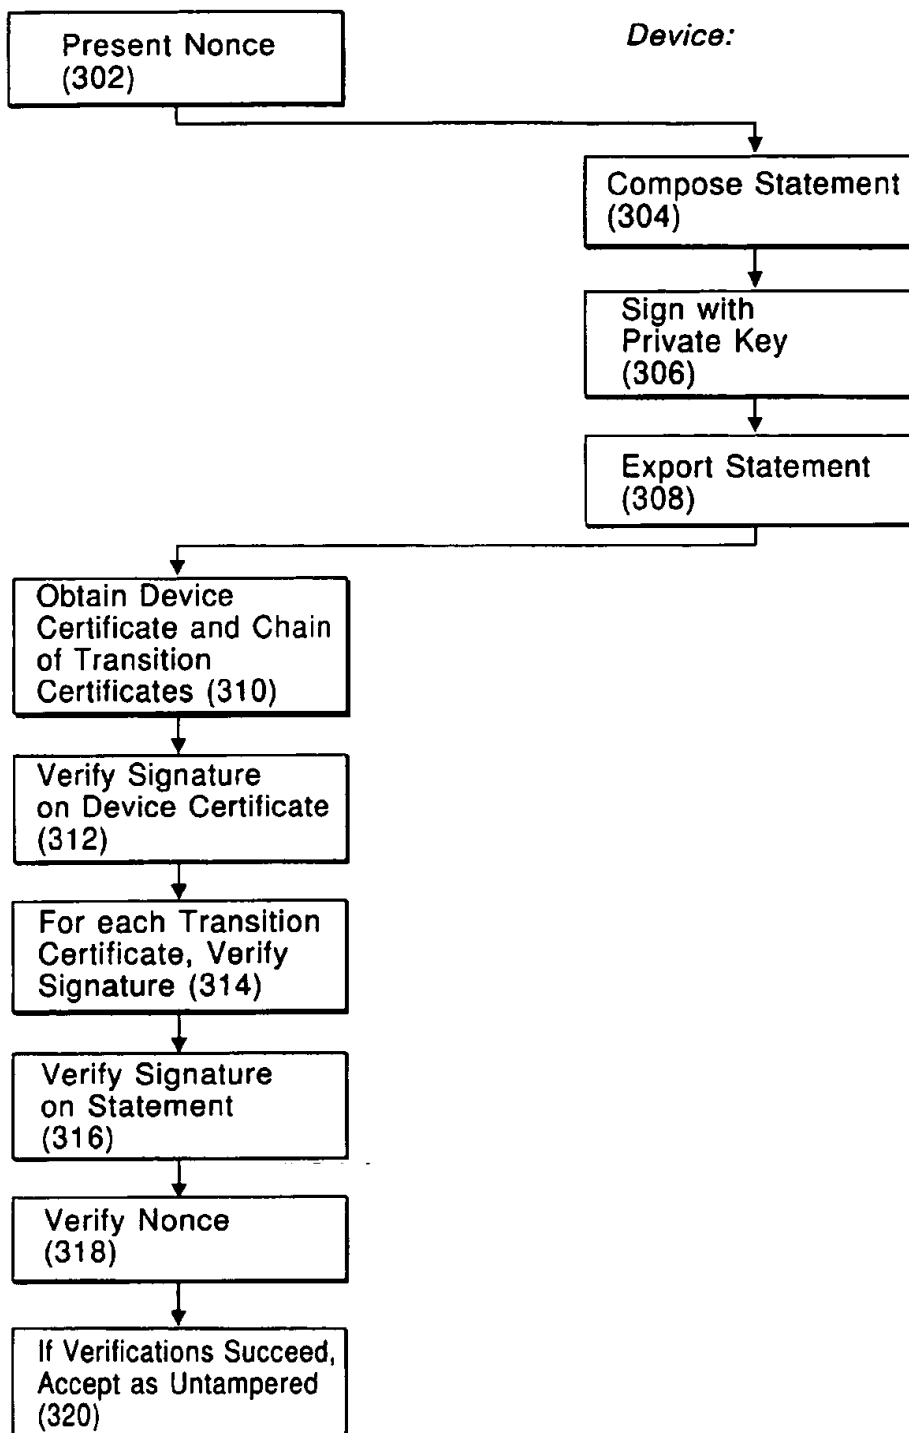 Device:
Present Nonce
(302)
Compose Statement
(304)
Sign with
Private Key
(306)
Export Statement
(308)
Obtain Device
Certificate and Chain
of Transition
Certificates (310)
Verify Signature
on Device Certificate
(312)
For each Transition
Certificate, Verify
Signature (314)
Verify Signature
on Statement
(316)
Verify Nonce
(318)
If Verifications Succeed,
Accept as Untampered
(320)